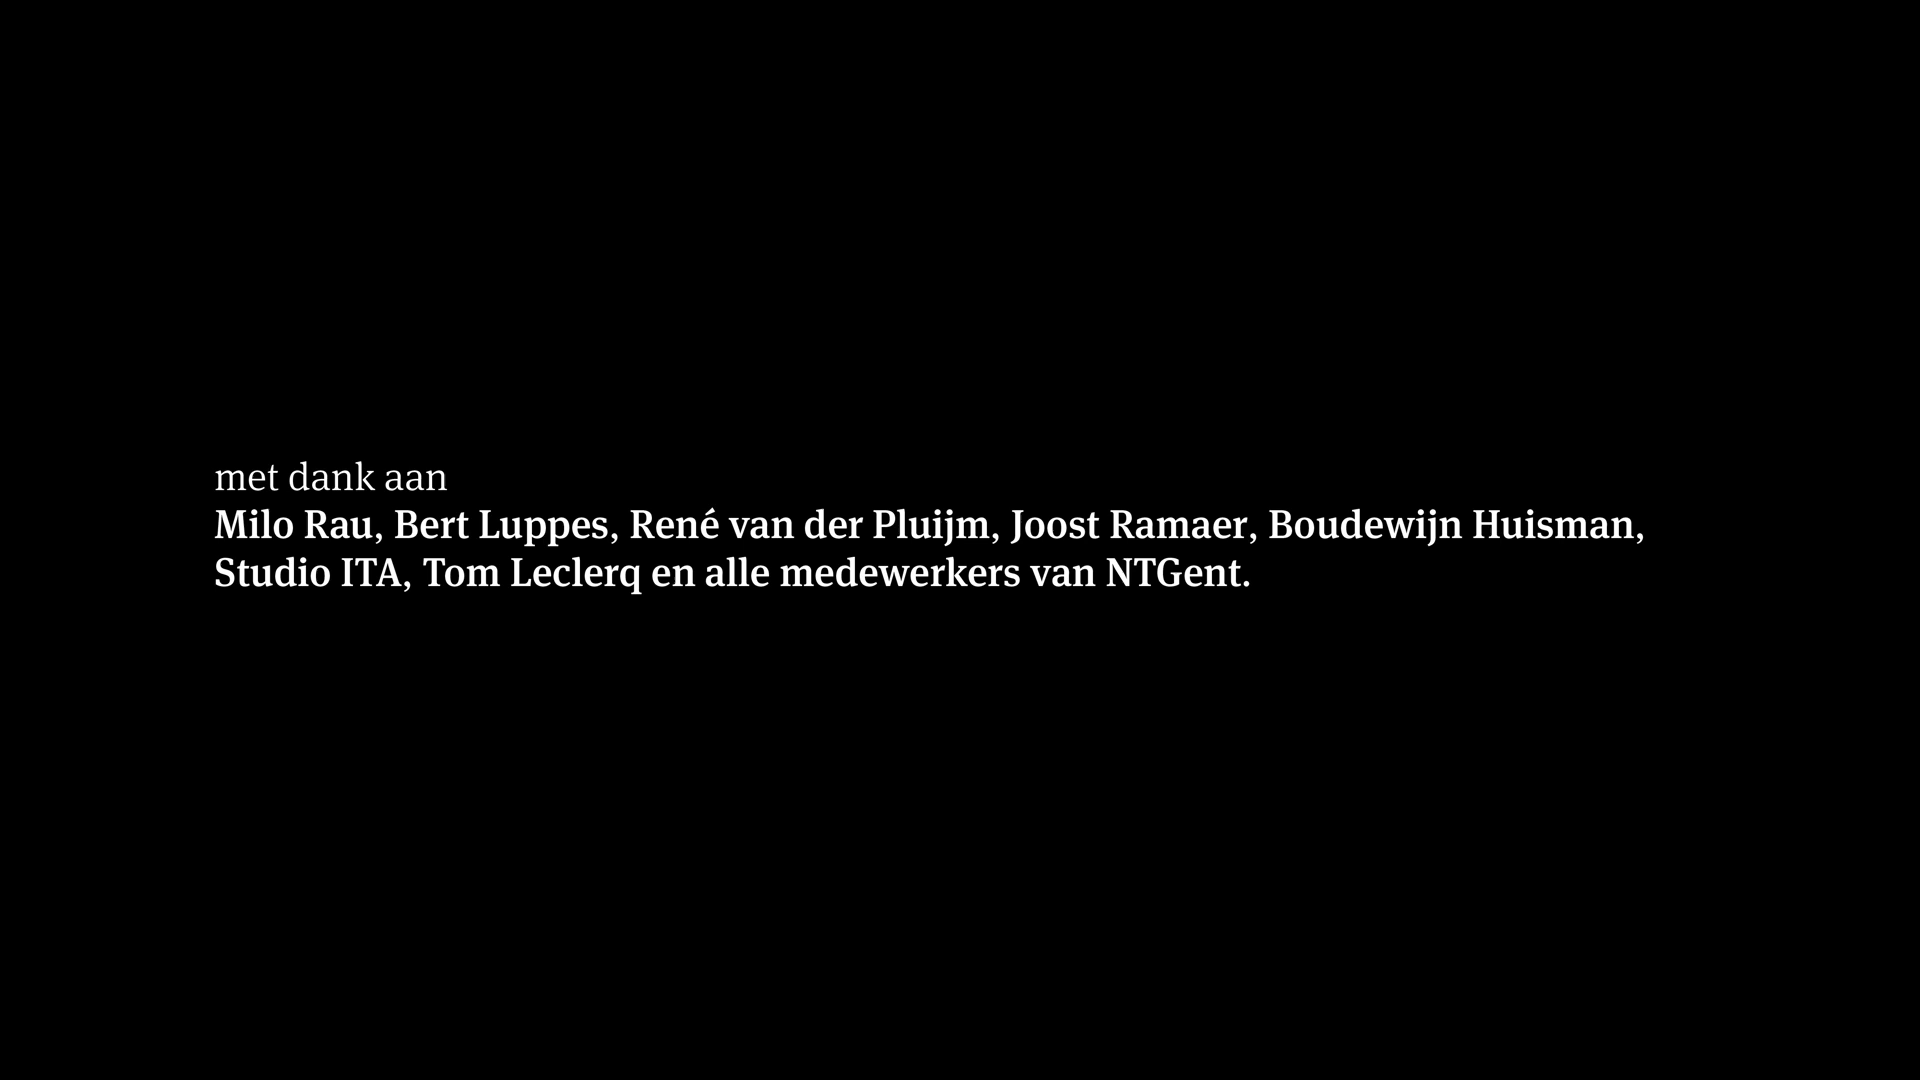 met dank aan
Milo Rau, Bert Luppes, René van der Pluijm, Joost Ramaer, Boudewijn Huisman,
Studio ITA, Tom Leclerq en alle medewerkers van NTGent.